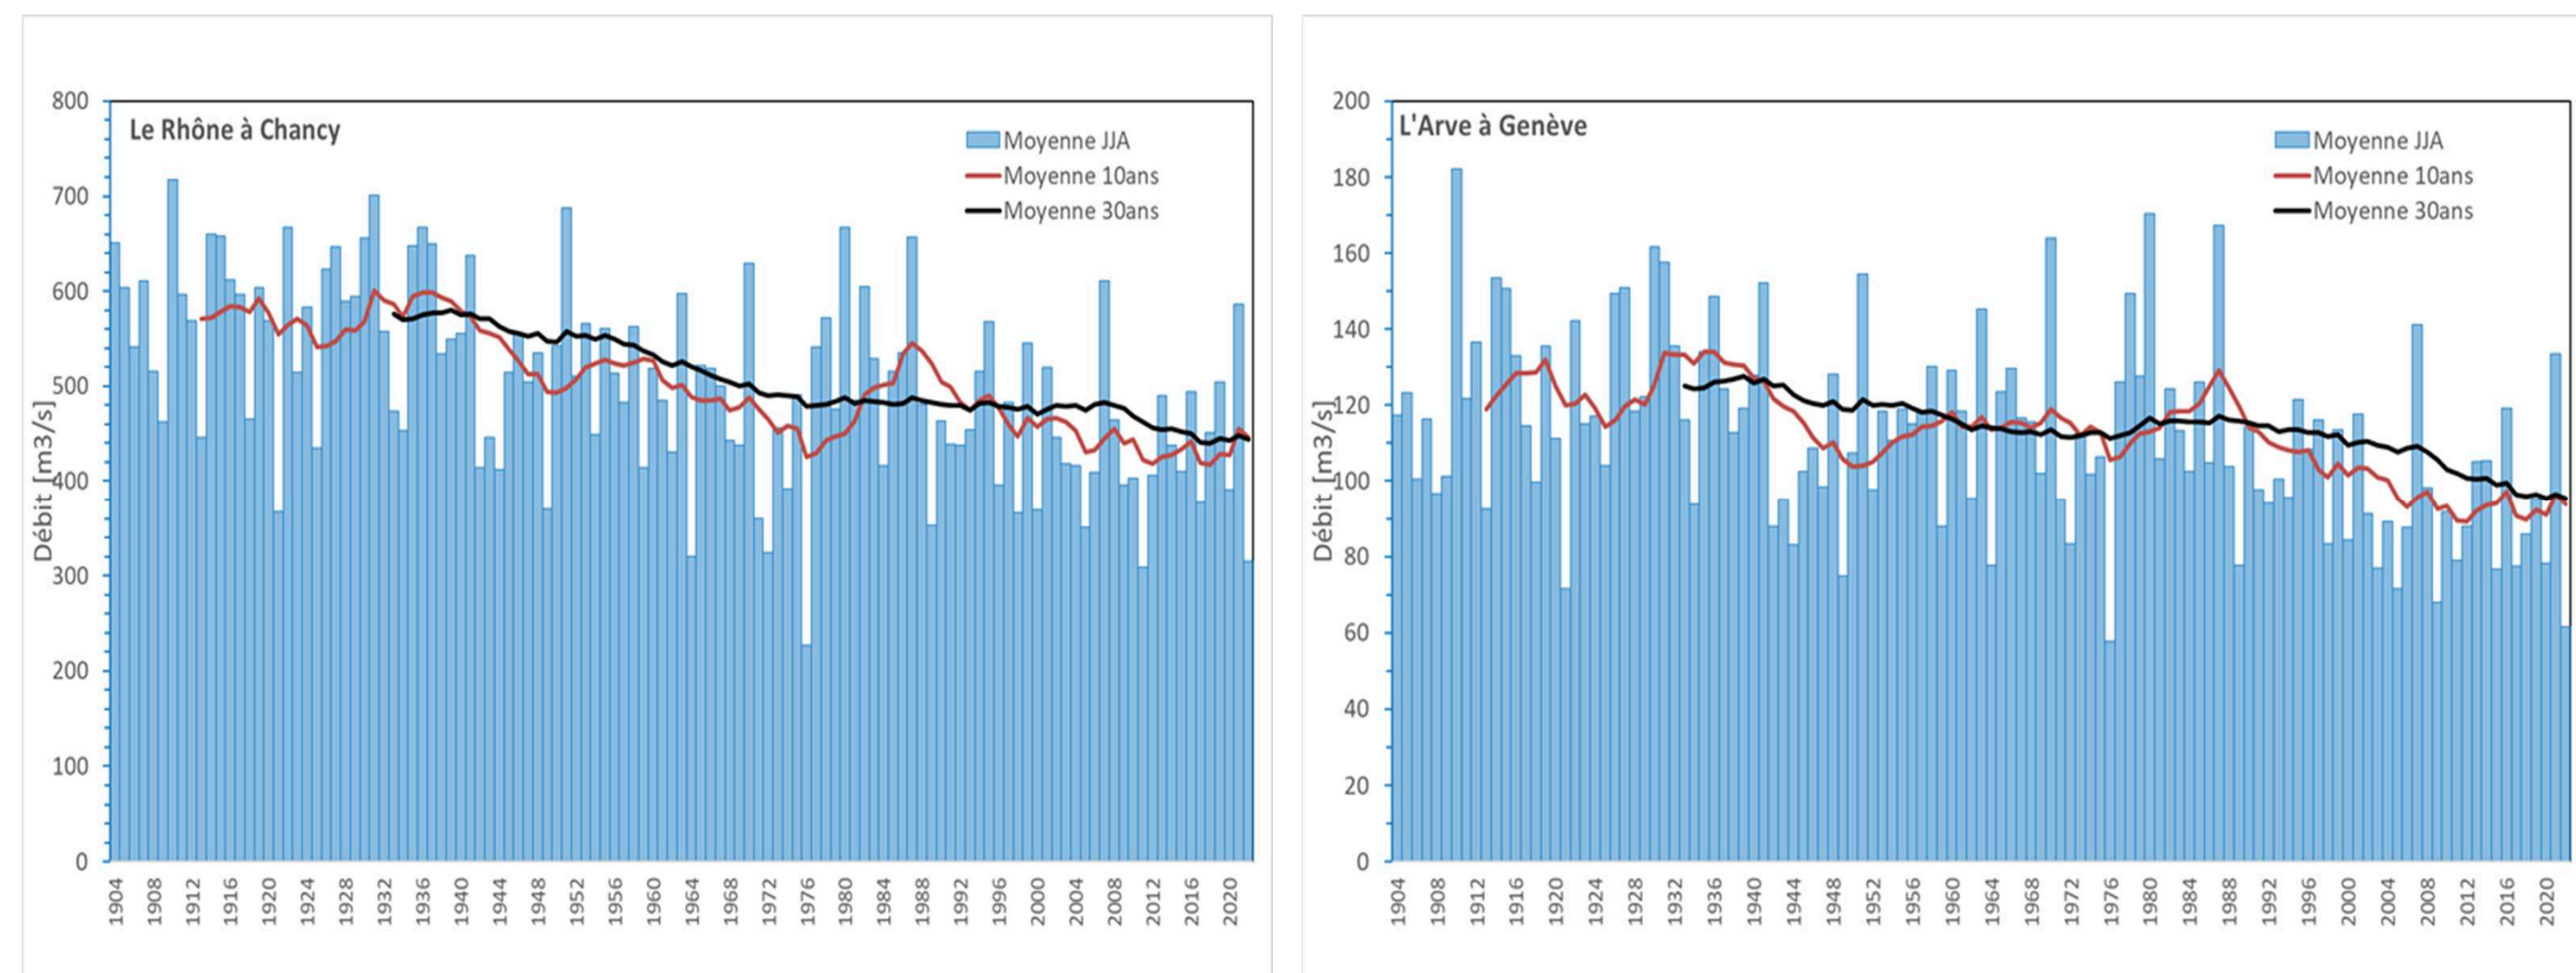 Le Rhône à Chancy
Moyenne JJA
Moyenne 10ans
Moyenne 30ans
Débit [m3/s]
800
700
600
500
400
300
200
100
0
1904 1908 1912 1916 1920 1924 1928 1932 1936 1940 1944 1948 1952 1956 1960 1964 1968 1972 1976 1980 1984 1988 1992 1996 2000 2004 2008 2012 2016 2020
L'Arve à Genève
Moyenne JJA
Moyenne 10ans
Moyenne 30ans
Débit [m3/s]
200
180
160
140
120
100
80
60
40
20
0
1904 1908 1912 1916 1920 1924 1928 1932 1936 1940 1944 1948 1952 1956 1960 1964 1968 1972 1976 1980 1984 1988 1992 1996 2000 2004 2008 2012 2016 2020